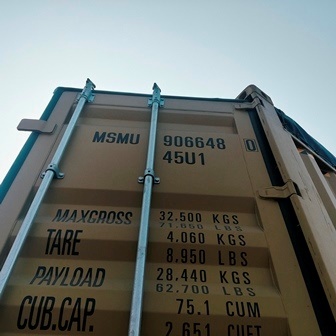 MSMU 906648 0
45U1
MAXGROSS 32.500 KGS
71.650 LBS
TARE 4,060 KGS
8.950 LBS
PAYLOAD 28.440 KGS
62.700 LBS
CUB.CAP. 75.1 CUM
2 651 CUFT